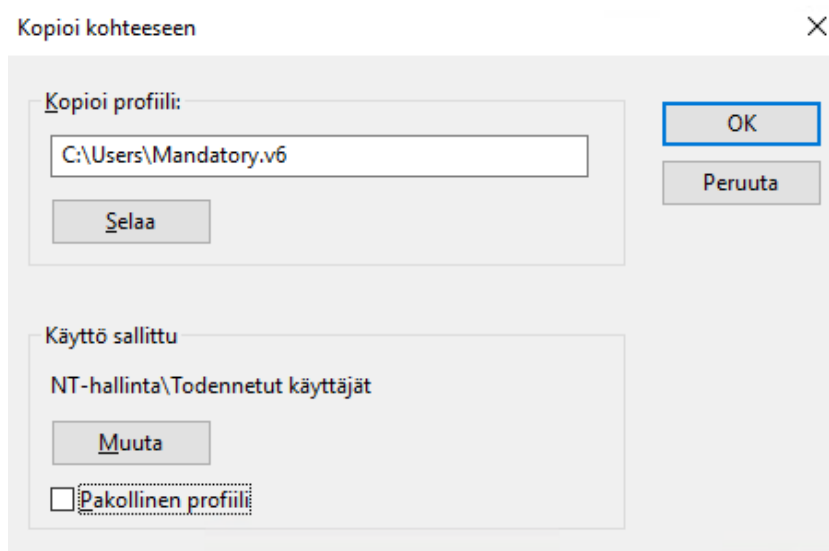 Kopioi kohteeseen
Kopioi profiili:
C:\Users\Mandatory.v6
Selaa
OK
Peruuta
Käyttö sallittu
NT-hallinta\Todennetut käyttäjät
Muuta
Pakollinen profiili